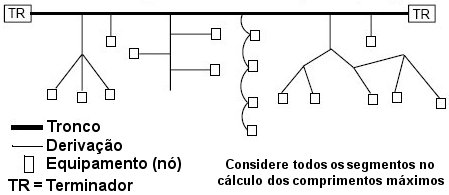 TR TR
Tronco
Derivação
Equipamento (nó)
TR = Terminador
Considere todos os segmentos no
cálculo dos comprimentos máximos